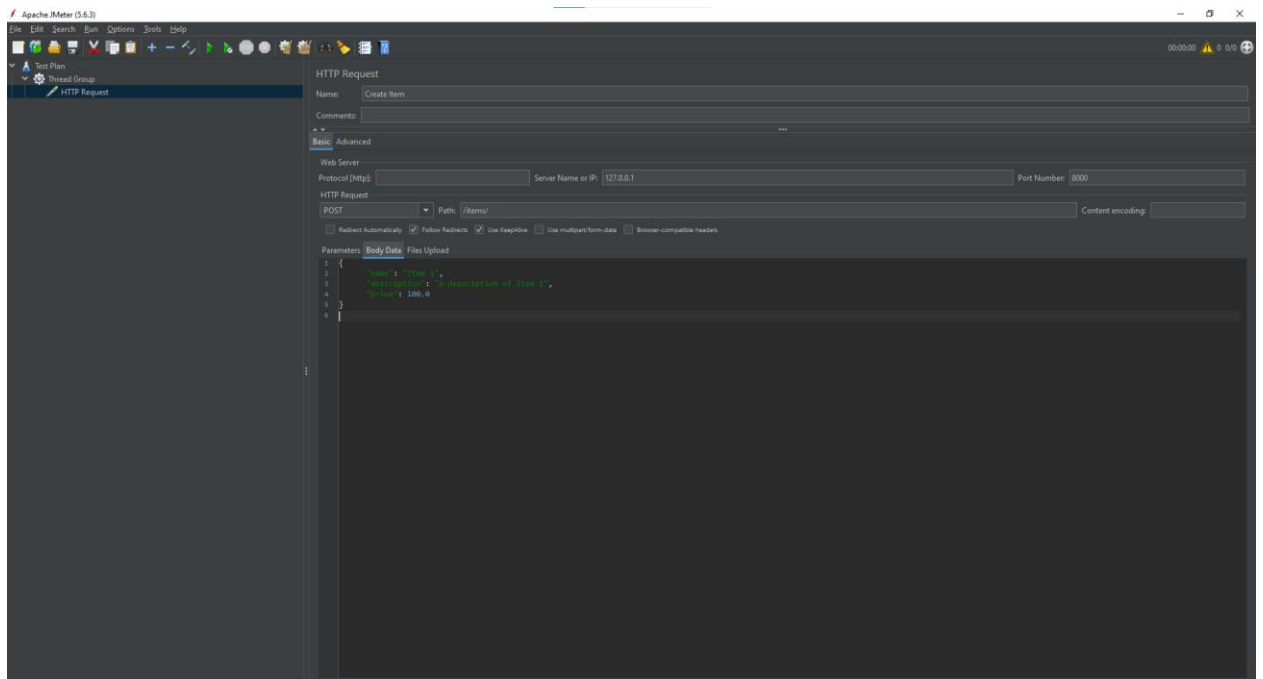 Apache JMeter (5.6.3)
File Edit Search Run Options Tools Help
00:00:00 0 0/0
Test Plan
Thread Group
HTTP Request
HTTP Request
Name: Create Item
Comments:
Basic Advanced
Web Server
Protocol [http]: Server Name or IP: 127.0.0.1 Port Number: 8000
HTTP Request
POST Path: /items/ Content encoding:
Redirect Automatically Follow Redirects Use KeepAlive Use multipart/form-data Browser-compatible headers
Parameters Body Data Files Upload
1 {
2 "name": "Item 1",
3 "description": "A description of Item 1",
4 "price": 100.0
5 }
6